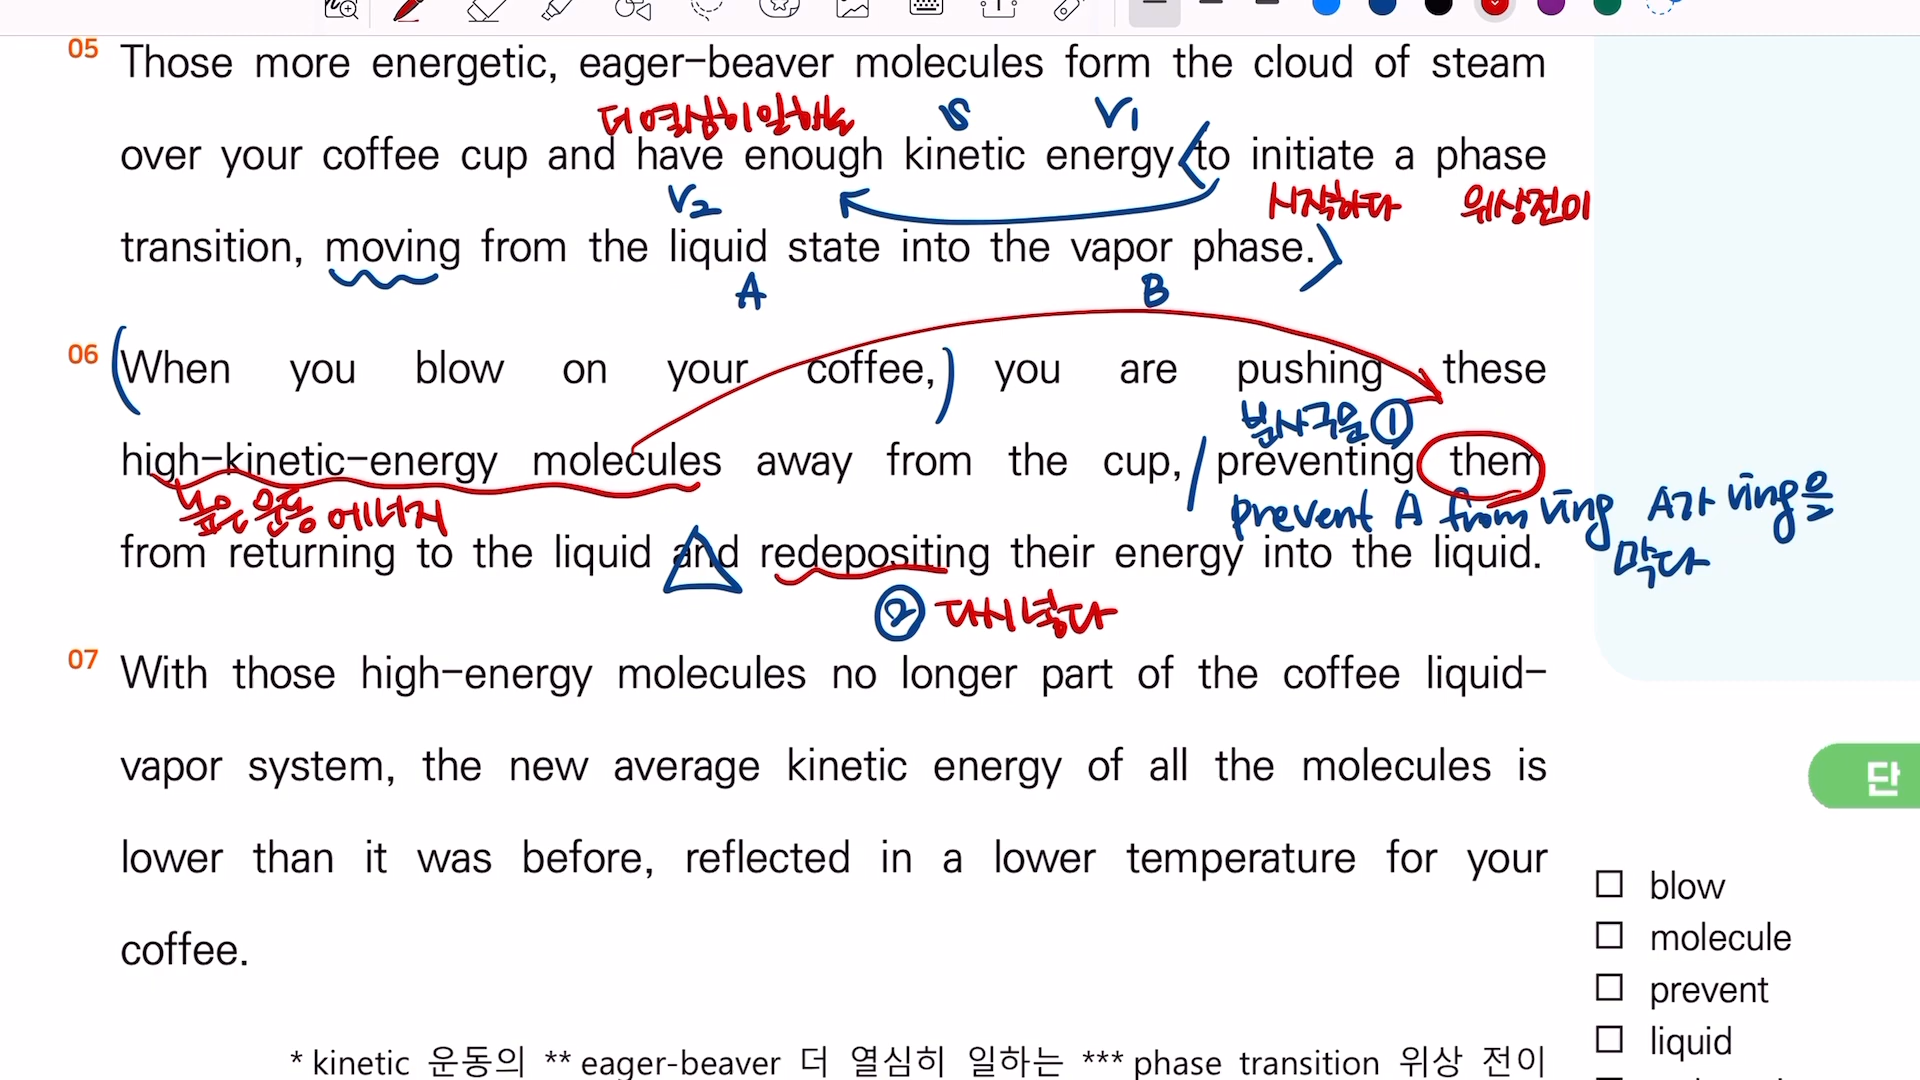 05 Those more energetic, eager-beaver molecules form the cloud of steam
더 열심히 일하는 S V1
over your coffee cup and have enough kinetic energy to initiate a phase
V2 시작하다 위상전이
transition, moving from the liquid state into the vapor phase.
A B
06 When you blow on your coffee, you are pushing these
분사구문 ①
high-kinetic-energy molecules away from the cup, preventing them
높은 운동 에너지 prevent A from ving A가 ving을
막다
from returning to the liquid and redepositing their energy into the liquid.
② 다시 넣다
07 With those high-energy molecules no longer part of the coffee liquid-
vapor system, the new average kinetic energy of all the molecules is
lower than it was before, reflected in a lower temperature for your
coffee.
* kinetic 운동의 ** eager-beaver 더 열심히 일하는 *** phase transition 위상 전이
단
blow
molecule
prevent
liquid